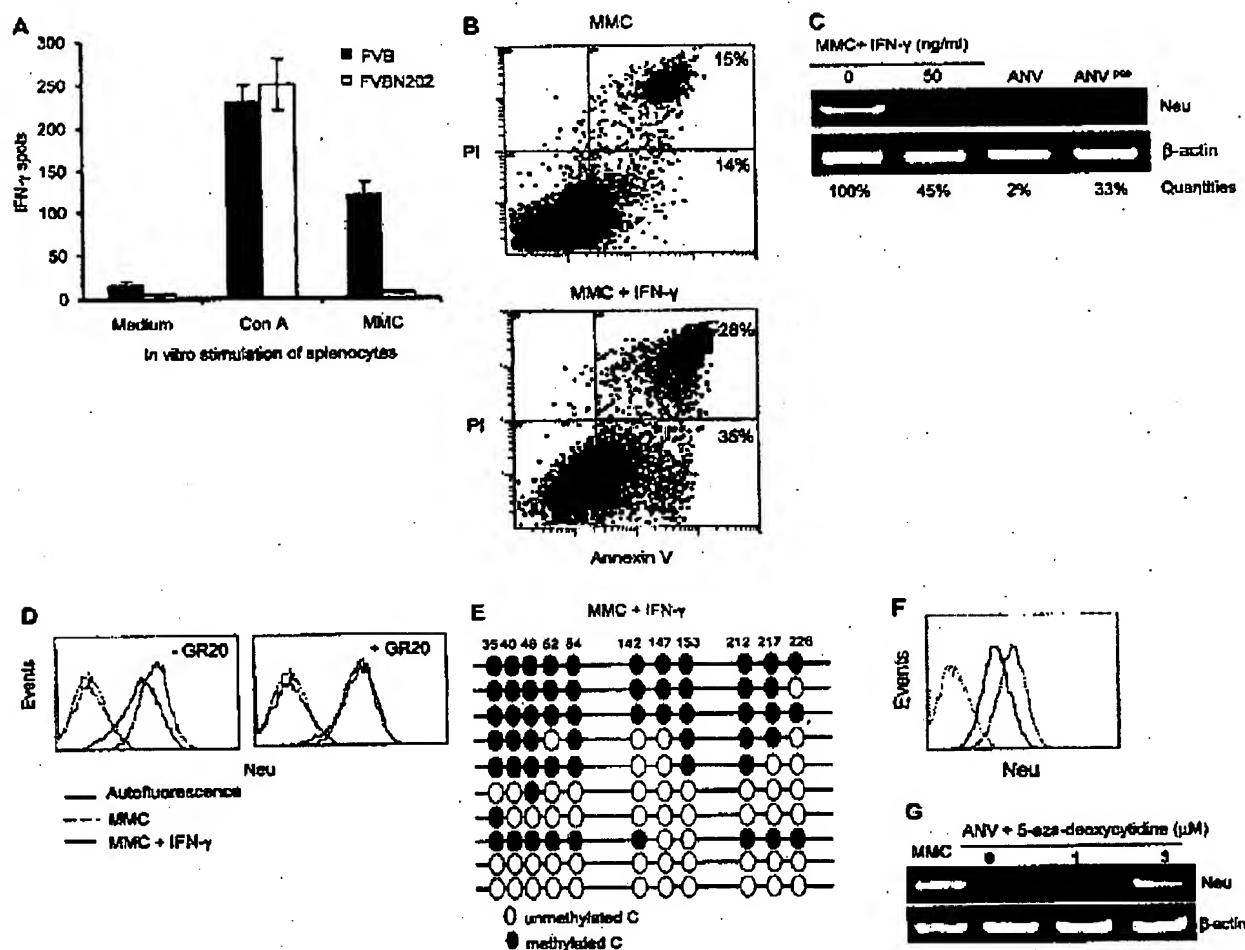 A
300
250
200
150
100
50
0
IFN-γ spots
FVB
FVBN202
Medium Con A MMC
In vitro stimulation of splenocytes
B
MMC
15%
14%
PI
MMC + IFN-γ
28%
35%
PI
Annexin V
C
MMC+ IFN-γ (ng/ml)
0 50 ANV ANV pos
Neu
β-actin
100% 45% 2% 33% Quantities
D
Events
- GR20
+ GR20
Neu
Autofluorescence
MMC
MMC + IFN-γ
E
MMC + IFN-γ
35 40 48 52 54 142 147 153 212 217 226
unmethylated C
methylated C
F
Events
Neu
G
ANV + 5-aza-deoxycytidine (μM)
MMC 0 1 3
Neu
β-actin